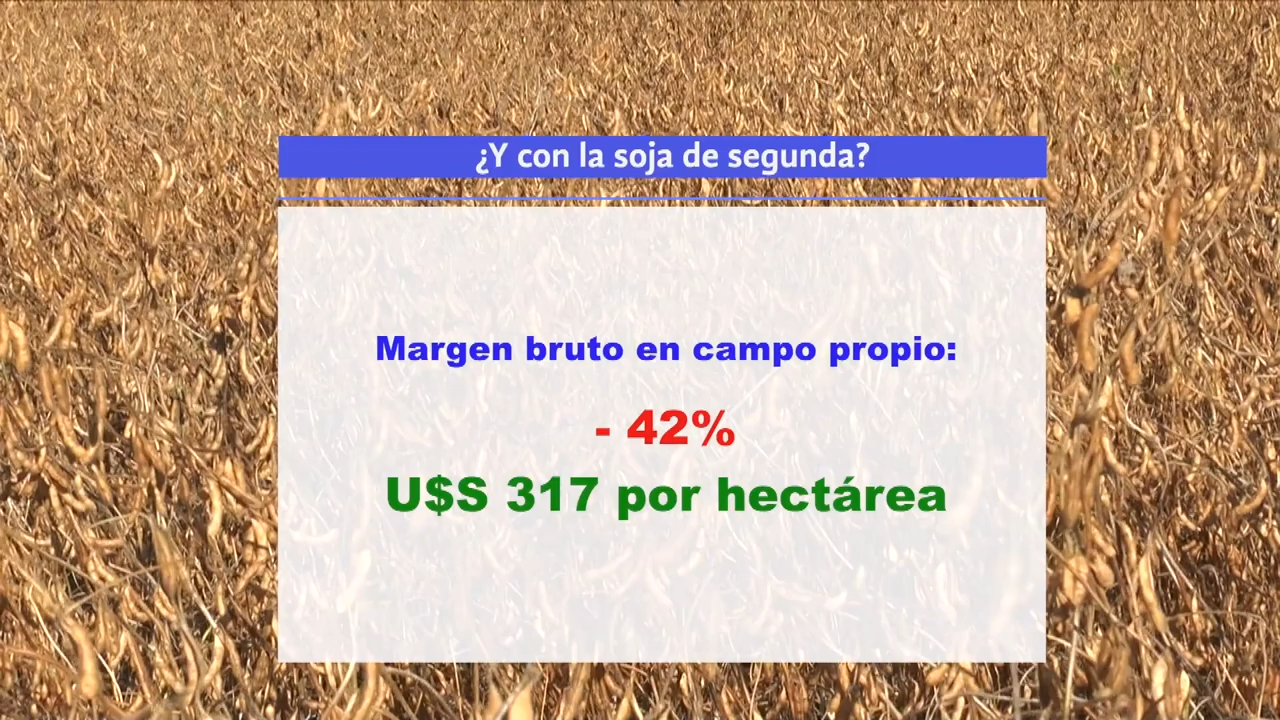 ¿Y con la soja de segunda?
Margen bruto en campo propio:
- 42%
U$S 317 por hectárea